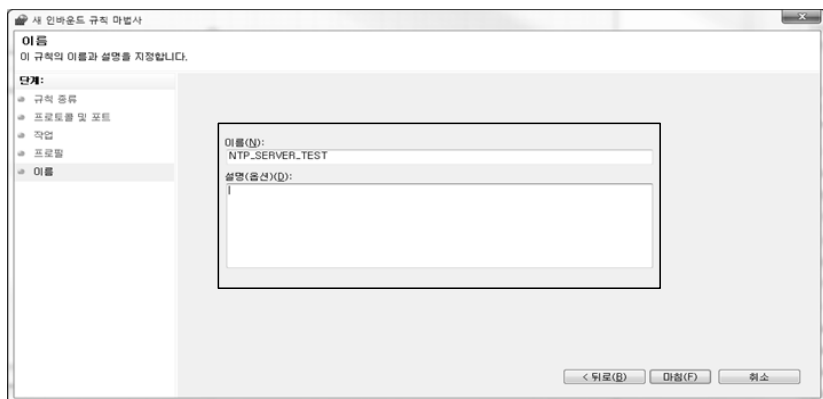 새 인바운드 규칙 마법사
이름
이 규칙의 이름과 설명을 지정합니다.
단계:
규칙 종류
프로토콜 및 포트
작업
프로필
이름
이름(N):
NTP_SERVER_TEST
설명(옵션)(D):
< 뒤로(B)
마침(F)
취소